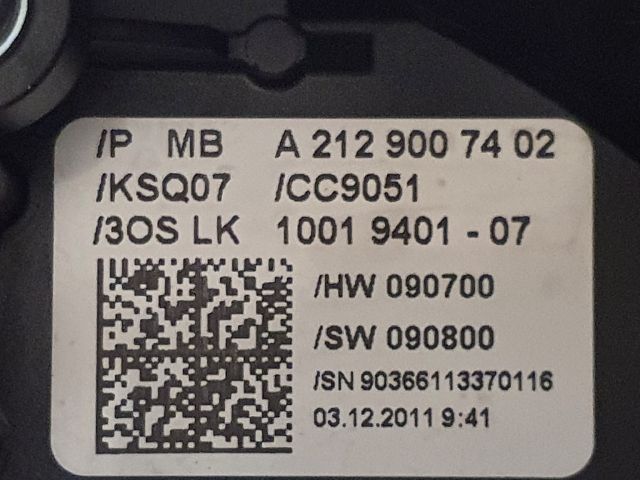 /P MB A 212 900 74 02
/KSQ07 /CC9051
/3OS LK 1001 9401 - 07
/HW 090700
/SW 090800
/SN 90366113370116
03.12.2011 9:41